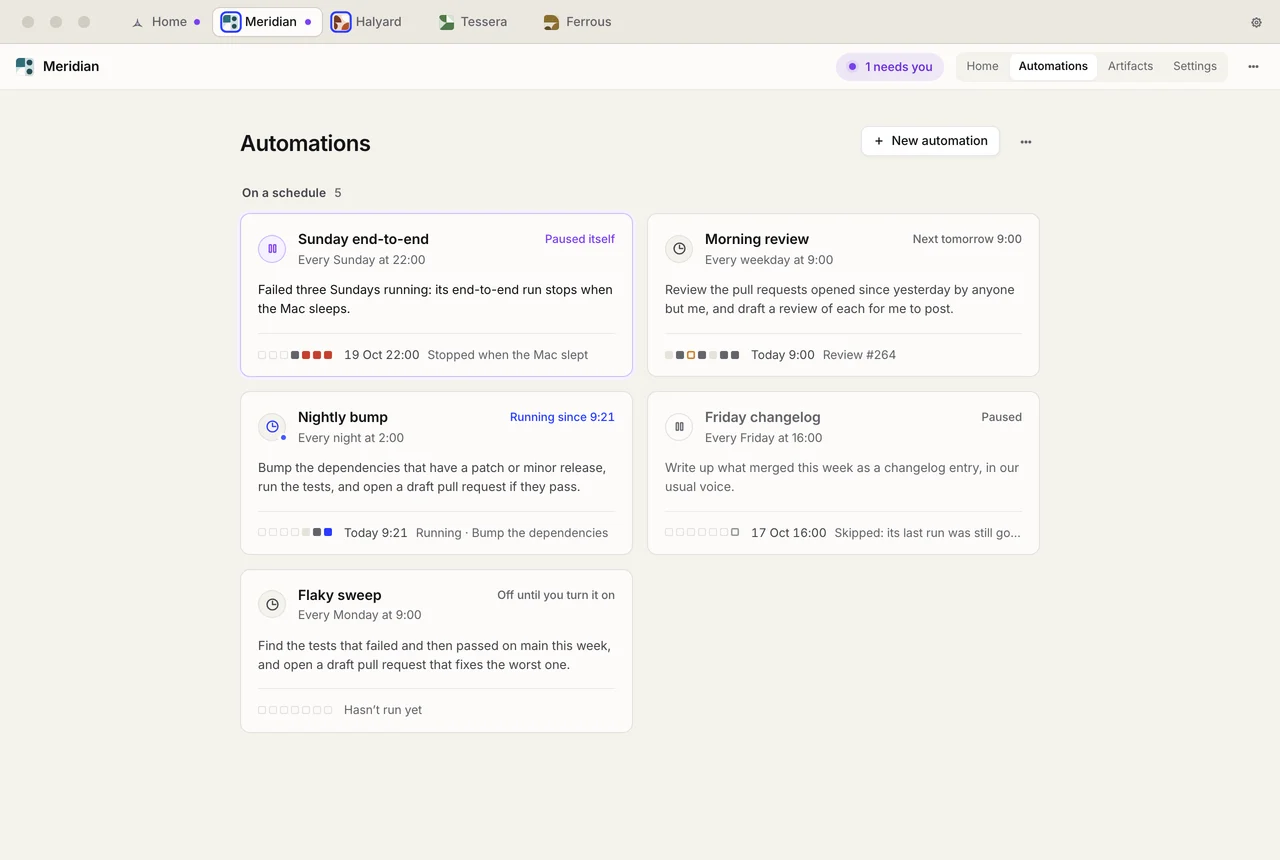 Home
Meridian
Halyard
Tessera
Ferrous
Meridian
1 needs you
Home
Automations
Artifacts
Settings
Automations
+ New automation
On a schedule 5
Sunday end-to-end
Paused itself
Every Sunday at 22:00
Failed three Sundays running: its end-to-end run stops when
the Mac sleeps.
19 Oct 22:00 Stopped when the Mac slept
Morning review
Next tomorrow 9:00
Every weekday at 9:00
Review the pull requests opened since yesterday by anyone
but me, and draft a review of each for me to post.
Today 9:00 Review #264
Nightly bump
Running since 9:21
Every night at 2:00
Bump the dependencies that have a patch or minor release,
run the tests, and open a draft pull request if they pass.
Today 9:21 Running · Bump the dependencies
Friday changelog
Paused
Every Friday at 16:00
Write up what merged this week as a changelog entry, in our
usual voice.
17 Oct 16:00 Skipped: its last run was still go…
Flaky sweep
Off until you turn it on
Every Monday at 9:00
Find the tests that failed and then passed on main this week,
and open a draft pull request that fixes the worst one.
Hasn’t run yet